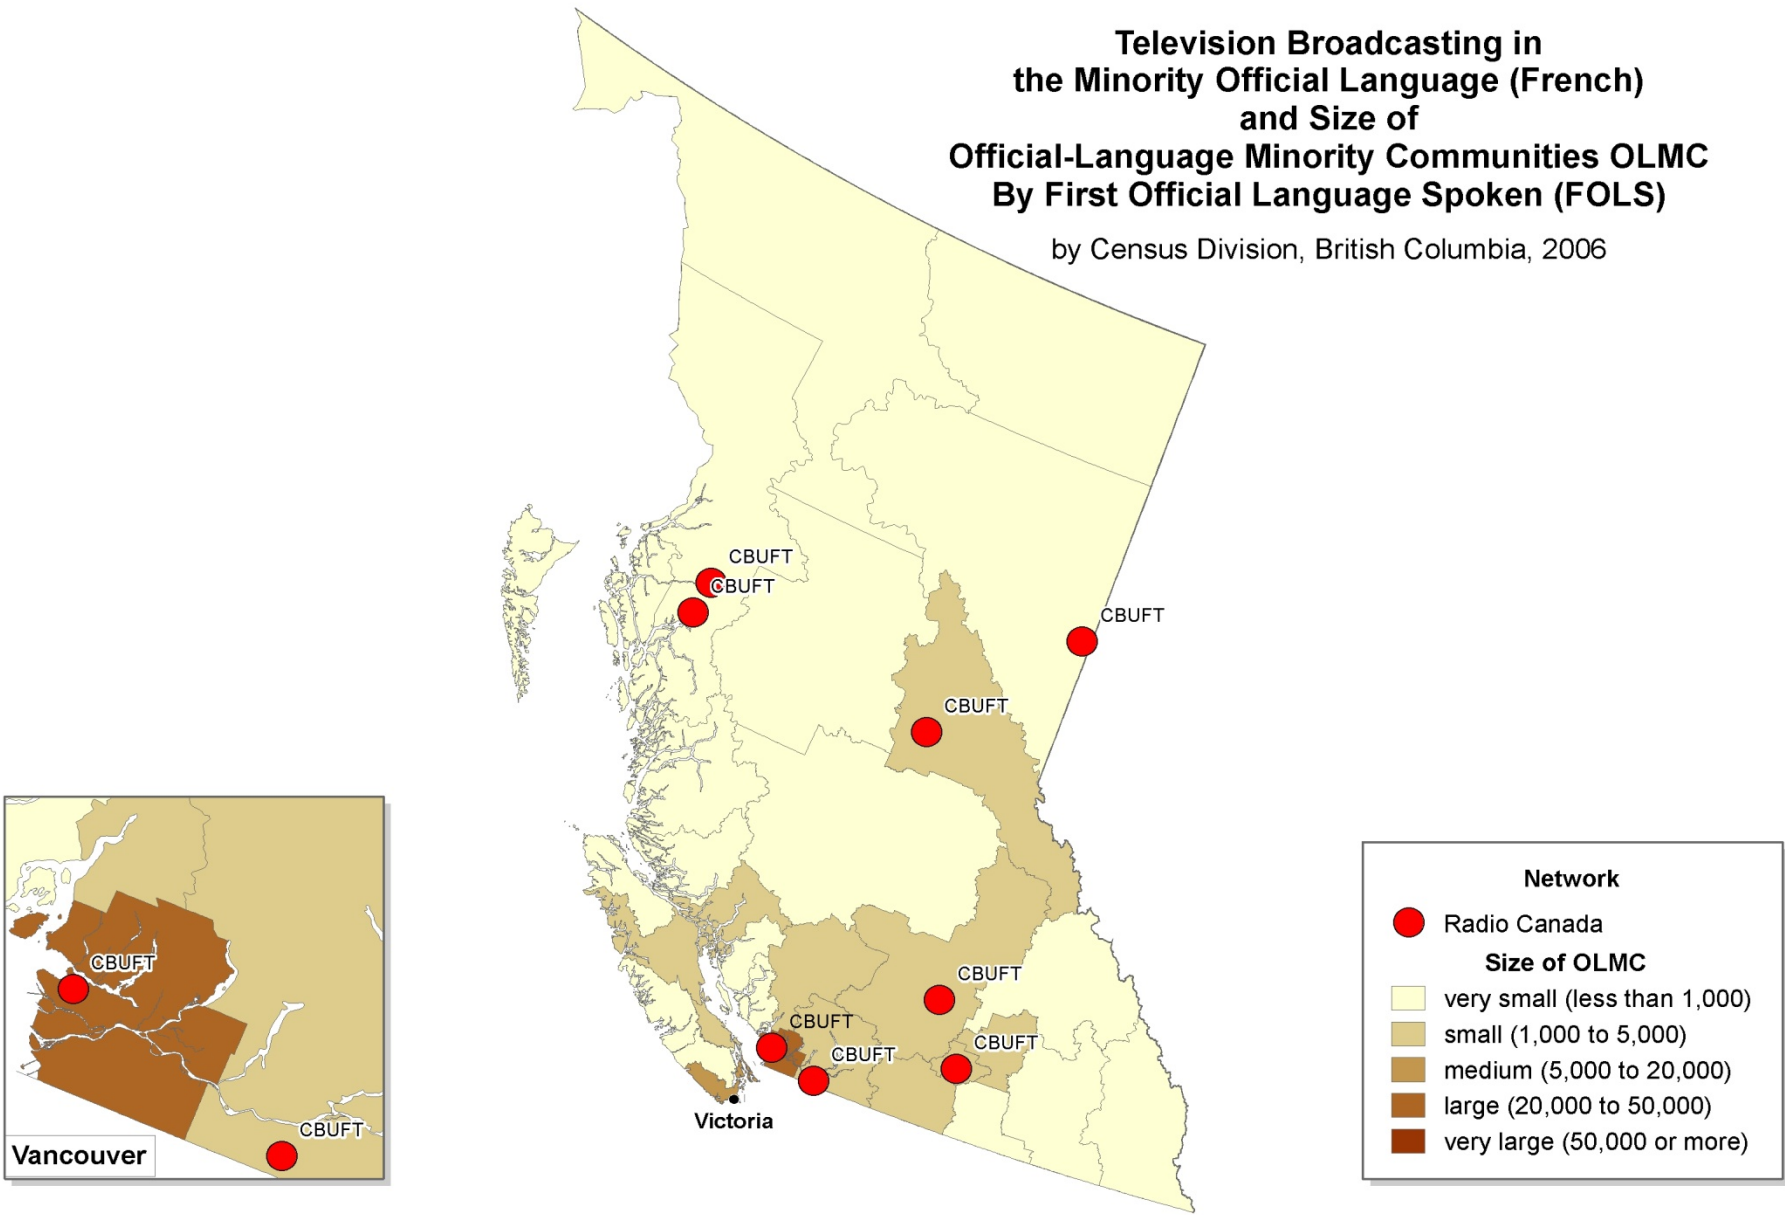 Television Broadcasting in
the Minority Official Language (French)
and Size of
Official-Language Minority Communities OLMC
By First Official Language Spoken (FOLS)
by Census Division, British Columbia, 2006
CBUFT
CBUFT
CBUFT
CBUFT
CBUFT
CBUFT
CBUFT
CBUFT
Victoria
CBUFT
CBUFT
Vancouver
Network
Radio Canada
Size of OLMC
very small (less than 1,000)
small (1,000 to 5,000)
medium (5,000 to 20,000)
large (20,000 to 50,000)
very large (50,000 or more)